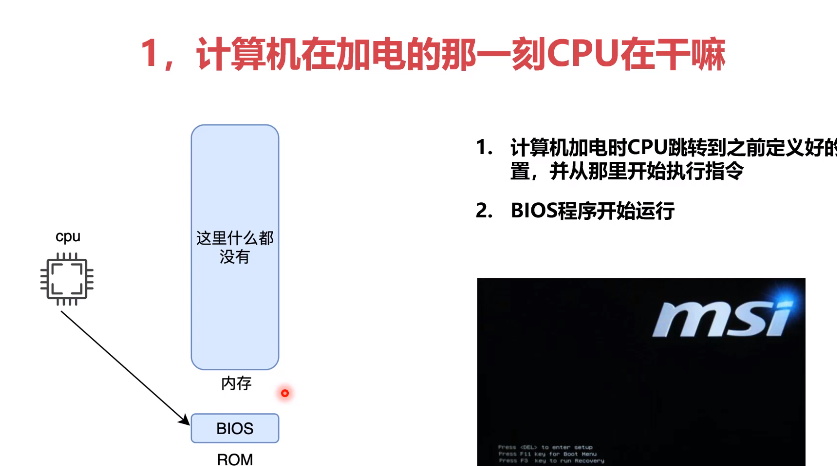 1，计算机在加电的那一刻CPU在干嘛
1. 计算机加电时CPU跳转到之前定义好的
置，并从那里开始执行指令
2. BIOS程序开始运行
cpu
这里什么都
没有
内存
BIOS
ROM
msi
Press <DEL> to enter setup
Press F11 key for Boot Menu
Press F3 key to run Recovery